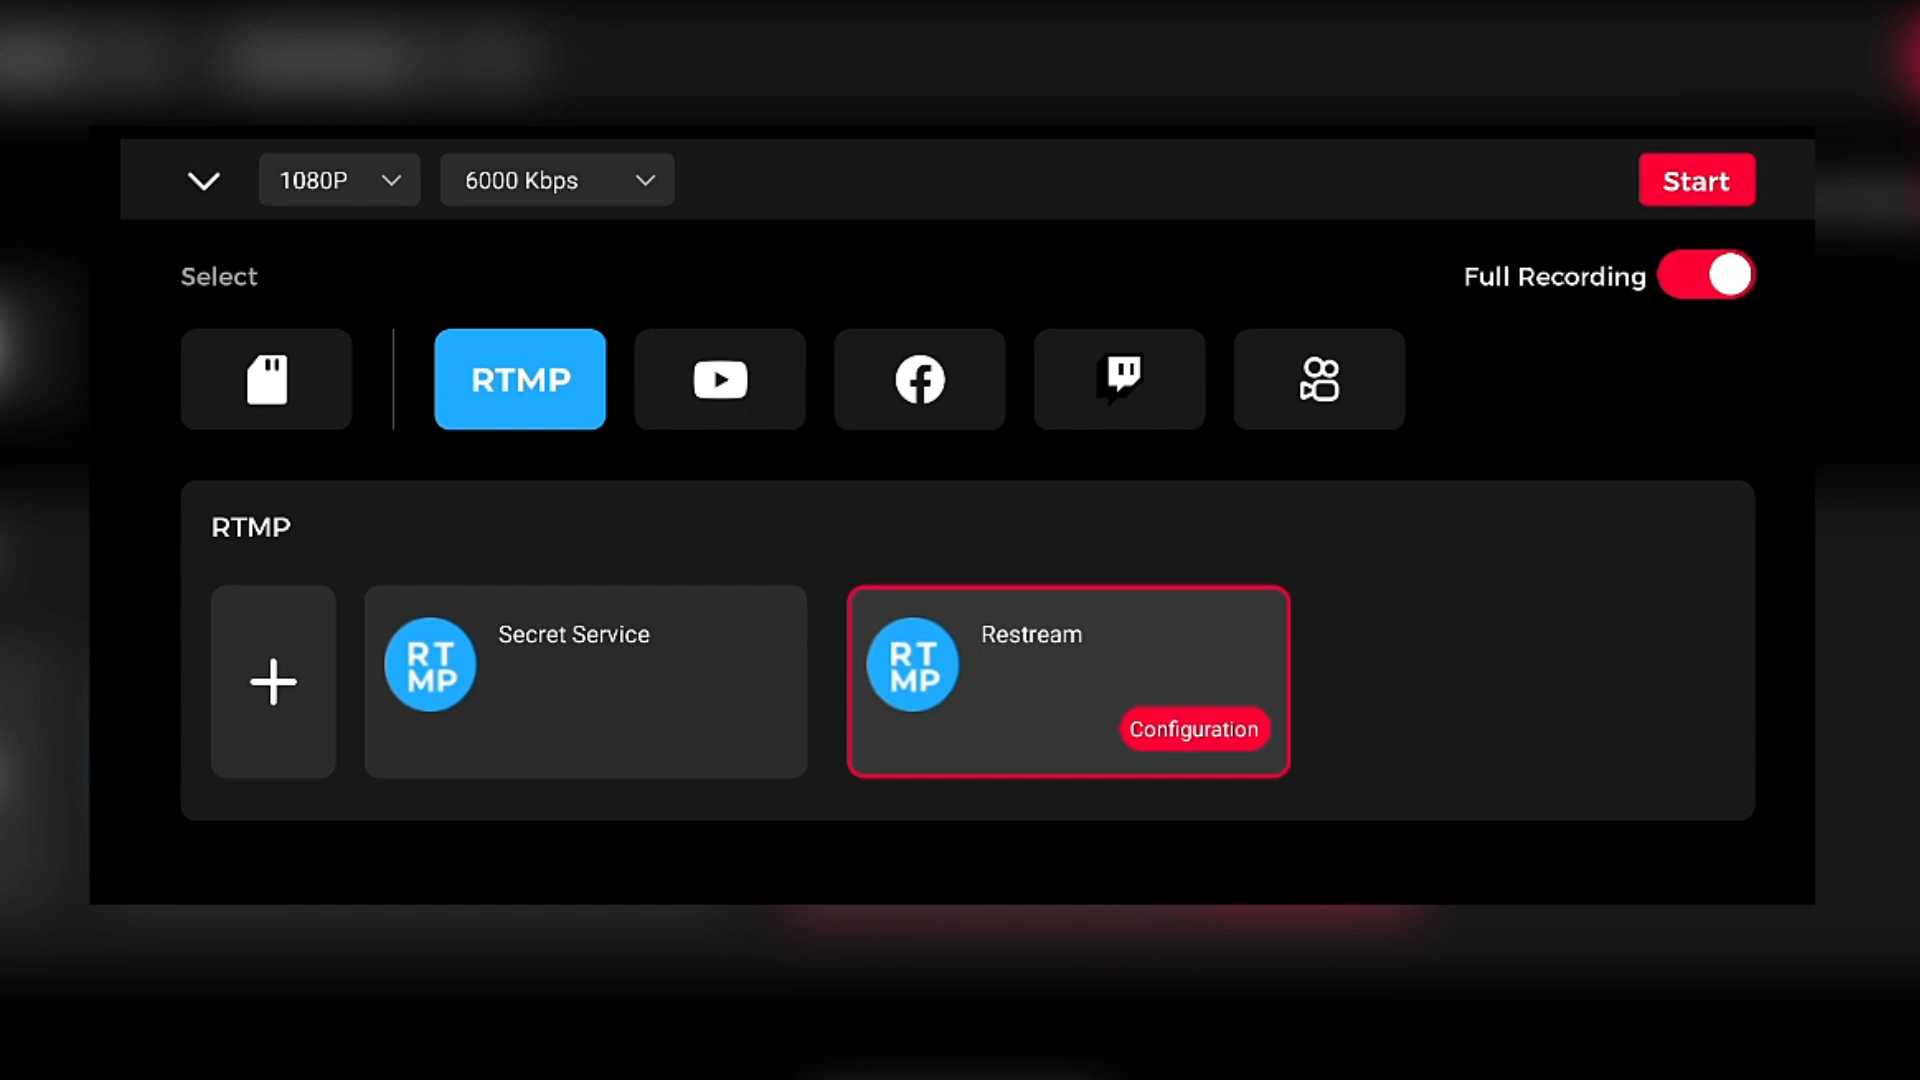 1080P
6000 Kbps
Start
Select
Full Recording
RTMP
RTMP
RT
MP
Secret Service
RT
MP
Restream
Configuration